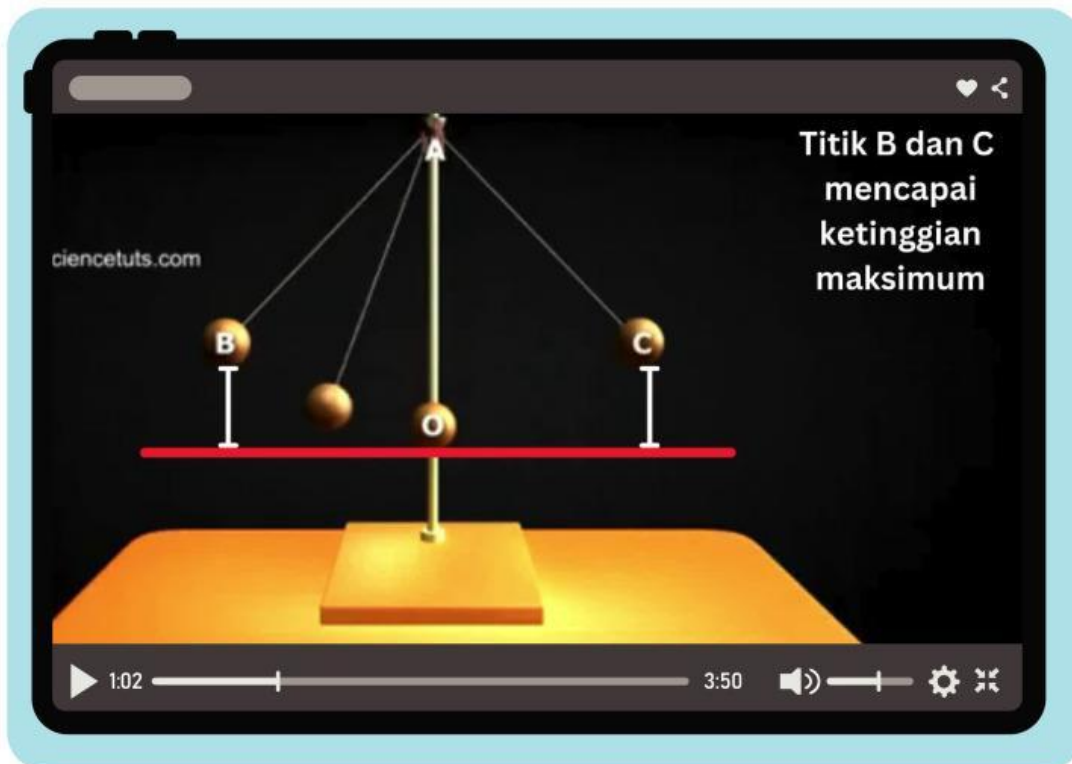 A
Titik B dan C
mencapai
ketinggian
maksimum
ciencetuts.com
B
C
O
1:02
3:50